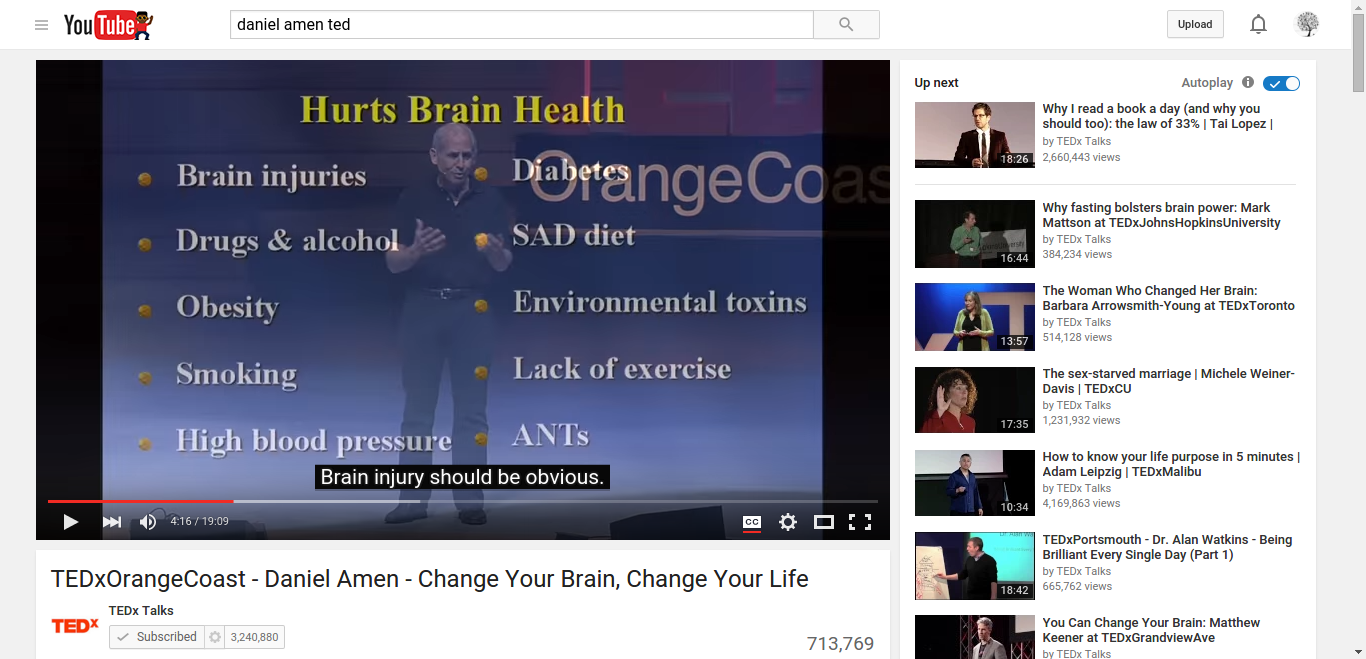 YouTube
daniel amen ted
Upload
Hurts Brain Health
Brain injuries
Drugs & alcohol
Obesity
Smoking
High blood pressure
Diabetes
SAD diet
Environmental toxins
Lack of exercise
ANTs
OrangeCoas
Brain injury should be obvious.
4:16 / 19:09
CC
TEDxOrangeCoast - Daniel Amen - Change Your Brain, Change Your Life
TEDx
TEDx Talks
Subscribed
3,240,880
713,769
Up next
Autoplay
18:26
Why I read a book a day (and why you
should too): the law of 33% | Tai Lopez |
by TEDx Talks
2,660,443 views
16:44
Why fasting bolsters brain power: Mark
Mattson at TEDxJohnsHopkinsUniversity
by TEDx Talks
384,234 views
13:57
The Woman Who Changed Her Brain:
Barbara Arrowsmith-Young at TEDxToronto
by TEDx Talks
514,128 views
17:35
The sex-starved marriage | Michele Weiner-
Davis | TEDxCU
by TEDx Talks
1,231,932 views
10:34
How to know your life purpose in 5 minutes |
Adam Leipzig | TEDxMalibu
by TEDx Talks
4,169,863 views
18:42
TEDxPortsmouth - Dr. Alan Watkins - Being
Brilliant Every Single Day (Part 1)
by TEDx Talks
665,762 views
You Can Change Your Brain: Matthew
Keener at TEDxGrandviewAve
by TEDx Talks